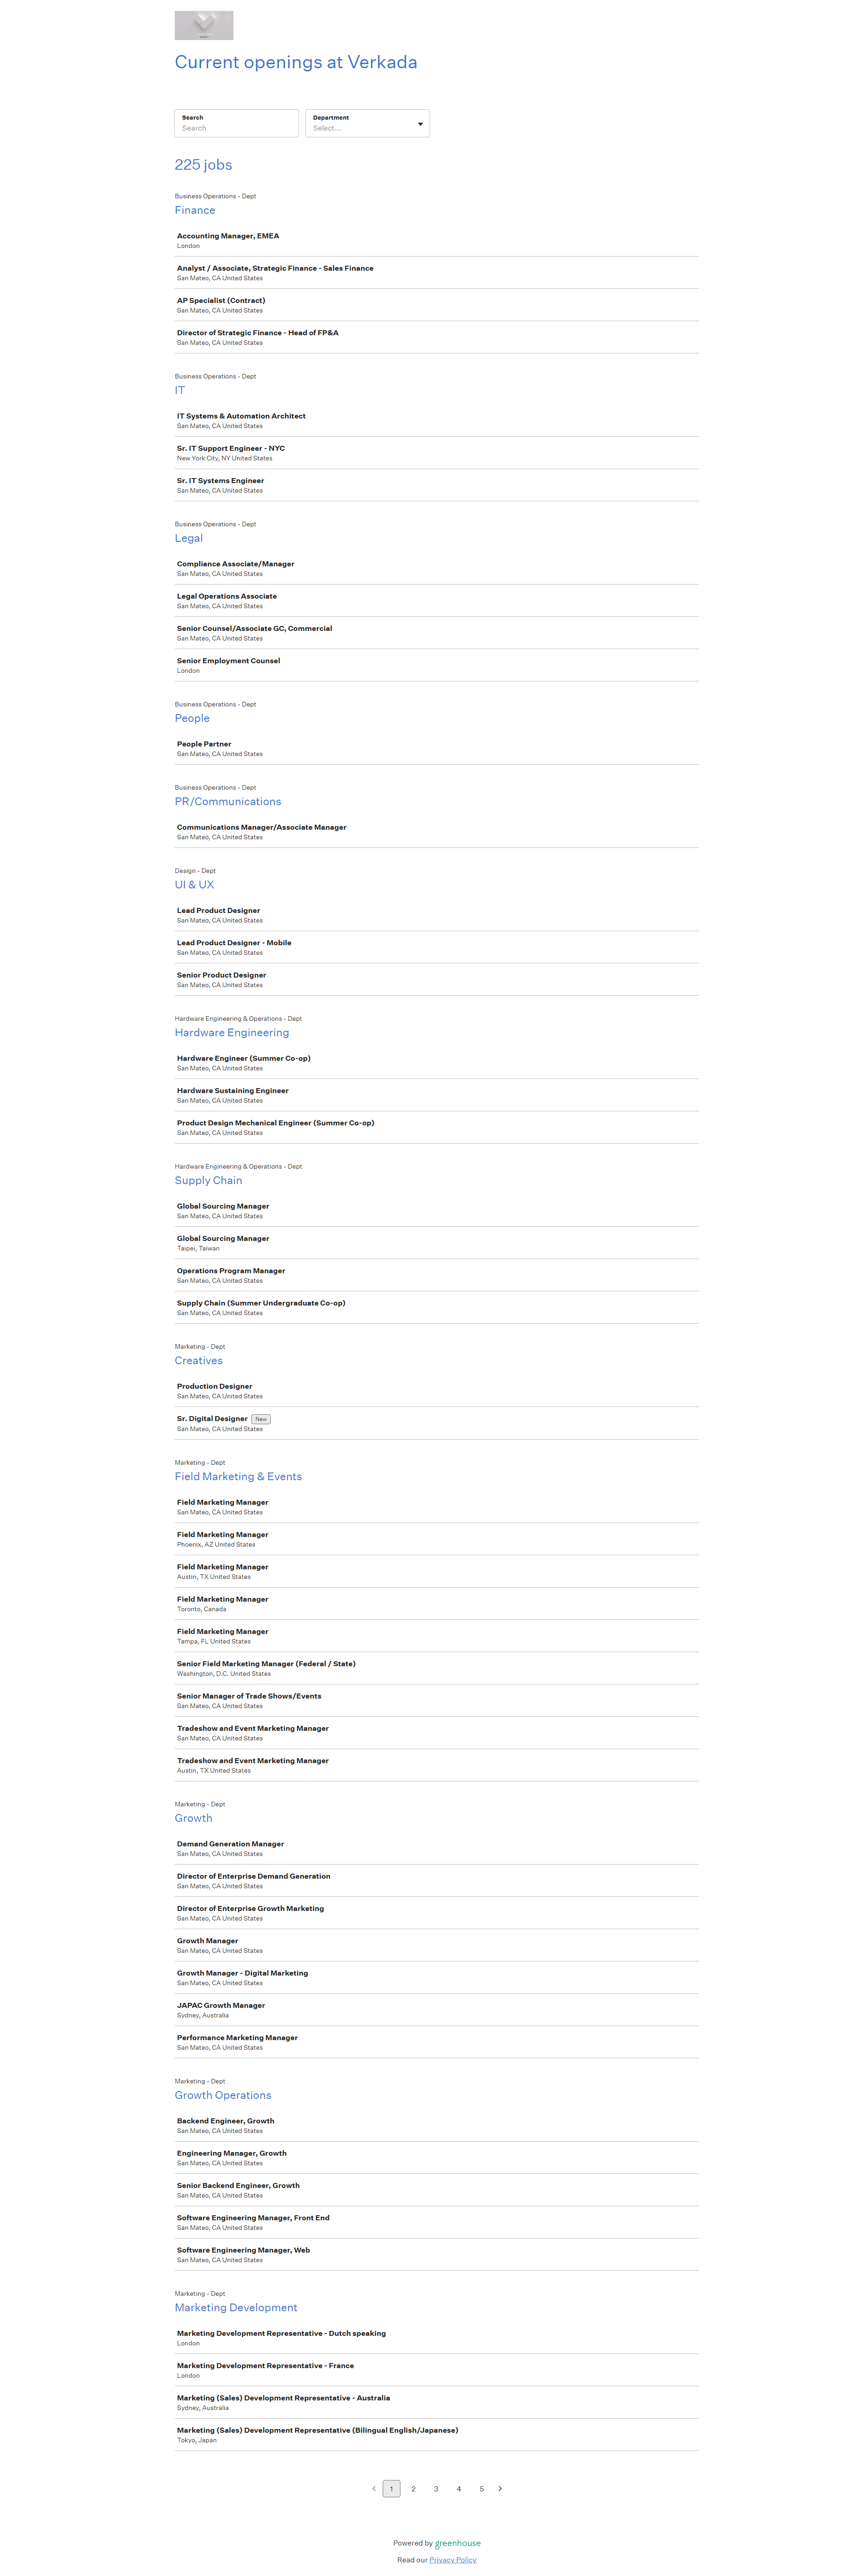 Current openings at Verkada
Search
Search
Department
Select...
225 jobs
Business Operations - Dept
Finance
Accounting Manager, EMEA
London
Analyst / Associate, Strategic Finance - Sales Finance
San Mateo, CA United States
AP Specialist (Contract)
San Mateo, CA United States
Director of Strategic Finance - Head of FP&A
San Mateo, CA United States
Business Operations - Dept
IT
IT Systems & Automation Architect
San Mateo, CA United States
Sr. IT Support Engineer - NYC
New York City, NY United States
Sr. IT Systems Engineer
San Mateo, CA United States
Business Operations - Dept
Legal
Compliance Associate/Manager
San Mateo, CA United States
Legal Operations Associate
San Mateo, CA United States
Senior Counsel/Associate GC, Commercial
San Mateo, CA United States
Senior Employment Counsel
London
Business Operations - Dept
People
People Partner
San Mateo, CA United States
Business Operations - Dept
PR/Communications
Communications Manager/Associate Manager
San Mateo, CA United States
Design - Dept
UI & UX
Lead Product Designer
San Mateo, CA United States
Lead Product Designer - Mobile
San Mateo, CA United States
Senior Product Designer
San Mateo, CA United States
Hardware Engineering & Operations - Dept
Hardware Engineering
Hardware Engineer (Summer Co-op)
San Mateo, CA United States
Hardware Sustaining Engineer
San Mateo, CA United States
Product Design Mechanical Engineer (Summer Co-op)
San Mateo, CA United States
Hardware Engineering & Operations - Dept
Supply Chain
Global Sourcing Manager
San Mateo, CA United States
Global Sourcing Manager
Taipei, Taiwan
Operations Program Manager
San Mateo, CA United States
Supply Chain (Summer Undergraduate Co-op)
San Mateo, CA United States
Marketing - Dept
Creatives
Production Designer
San Mateo, CA United States
Sr. Digital Designer New
San Mateo, CA United States
Marketing - Dept
Field Marketing & Events
Field Marketing Manager
San Mateo, CA United States
Field Marketing Manager
Phoenix, AZ United States
Field Marketing Manager
Austin, TX United States
Field Marketing Manager
Toronto, Canada
Field Marketing Manager
Tampa, FL United States
Senior Field Marketing Manager (Federal / State)
Washington, D.C. United States
Senior Manager of Trade Shows/Events
San Mateo, CA United States
Tradeshow and Event Marketing Manager
San Mateo, CA United States
Tradeshow and Event Marketing Manager
Austin, TX United States
Marketing - Dept
Growth
Demand Generation Manager
San Mateo, CA United States
Director of Enterprise Demand Generation
San Mateo, CA United States
Director of Enterprise Growth Marketing
San Mateo, CA United States
Growth Manager
San Mateo, CA United States
Growth Manager - Digital Marketing
San Mateo, CA United States
JAPAC Growth Manager
Sydney, Australia
Performance Marketing Manager
San Mateo, CA United States
Marketing - Dept
Growth Operations
Backend Engineer, Growth
San Mateo, CA United States
Engineering Manager, Growth
San Mateo, CA United States
Senior Backend Engineer, Growth
San Mateo, CA United States
Software Engineering Manager, Front End
San Mateo, CA United States
Software Engineering Manager, Web
San Mateo, CA United States
Marketing - Dept
Marketing Development
Marketing Development Representative - Dutch speaking
London
Marketing Development Representative - France
London
Marketing (Sales) Development Representative - Australia
Sydney, Australia
Marketing (Sales) Development Representative (Bilingual English/Japanese)
Tokyo, Japan
1 2 3 4 5
Powered by greenhouse
Read our Privacy Policy